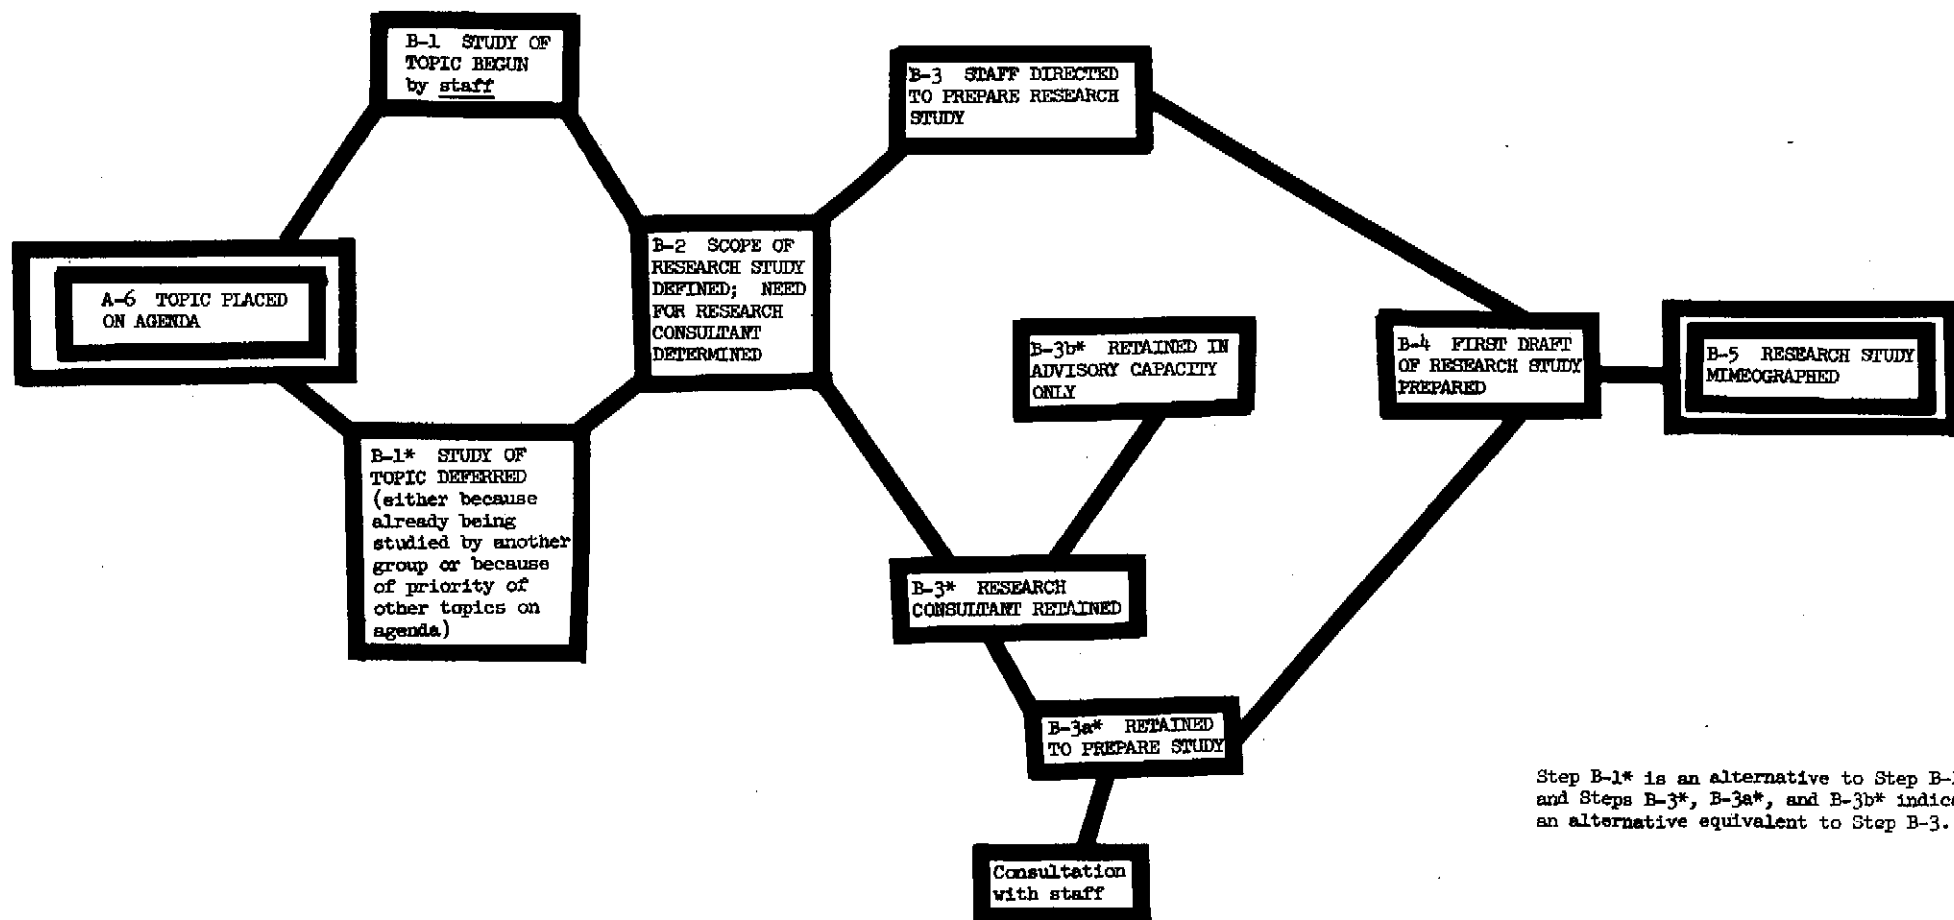 B-1 STUDY OF
TOPIC BEGUN
by staff
B-3 STAFF DIRECTED
TO PREPARE RESEARCH
STUDY
A-6 TOPIC PLACED
ON AGENDA
B-2 SCOPE OF
RESEARCH STUDY
DEFINED; NEED
FOR RESEARCH
CONSULTANT
DETERMINED
B-3b* RETAINED IN
ADVISORY CAPACITY
ONLY
B-4 FIRST DRAFT
OF RESEARCH STUDY
PREPARED
B-5 RESEARCH STUDY
MIMEOGRAPHED
B-1* STUDY OF
TOPIC DEFERRED
(either because
already being
studied by another
group or because
of priority of
other topics on
agenda)
B-3* RESEARCH
CONSULTANT RETAINED
B-3a* RETAINED
TO PREPARE STUDY
Consultation
with staff
Step B-1* is an alternative to Step B-
and Steps B-3*, B-3a*, and B-3b* indic
an alternative equivalent to Step B-3.